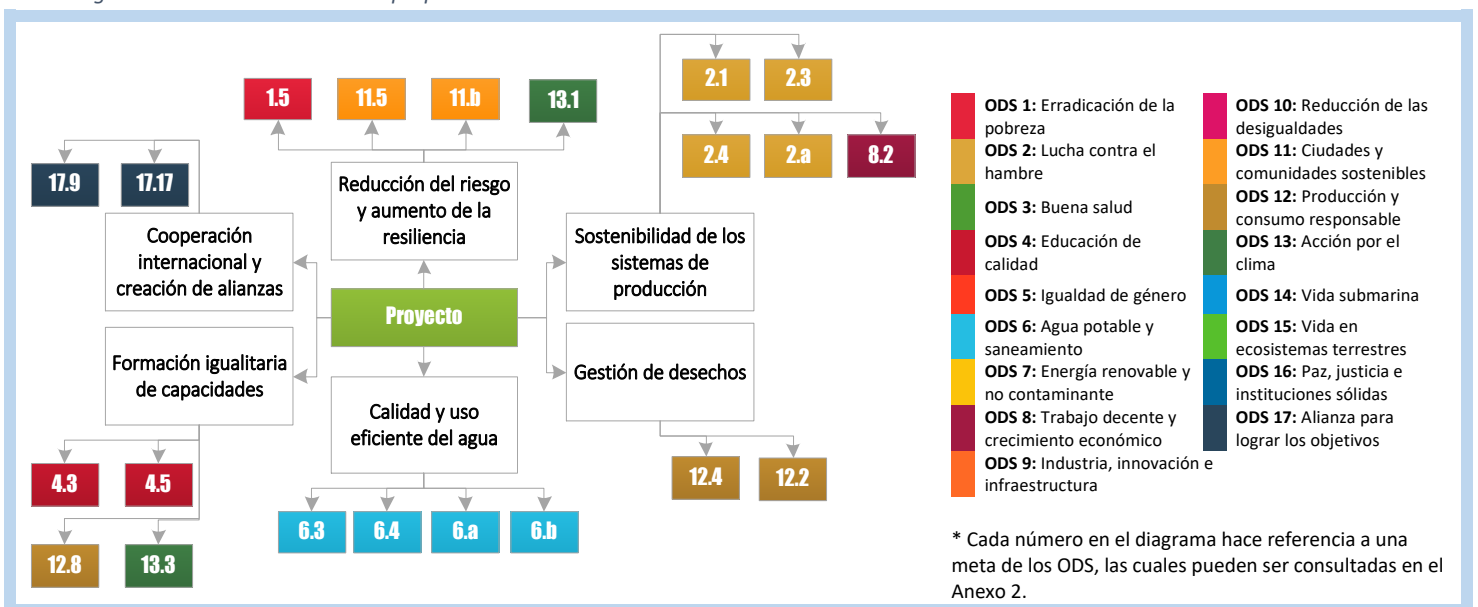 2.1
2.3
1.5
11.5
11.b
13.1
2.4
2.a
8.2
17.9
17.17
Reducción del riesgo
y aumento de la
resiliencia
Cooperación
internacional y
creación de alianzas
Sostenibilidad de los
sistemas de
producción
Proyecto
Formación igualitaria
de capacidades
Gestión de desechos
Calidad y uso
eficiente del agua
4.3
4.5
12.4
12.2
6.3
6.4
6.a
6.b
12.8
13.3
ODS 1: Erradicación de la
pobreza
ODS 2: Lucha contra el
hambre
ODS 3: Buena salud
ODS 4: Educación de
calidad
ODS 5: Igualdad de género
ODS 6: Agua potable y
saneamiento
ODS 7: Energía renovable y
no contaminante
ODS 8: Trabajo decente y
crecimiento económico
ODS 9: Industria, innovación e
infraestructura
ODS 10: Reducción de las
desigualdades
ODS 11: Ciudades y
comunidades sostenibles
ODS 12: Producción y
consumo responsable
ODS 13: Acción por el
clima
ODS 14: Vida submarina
ODS 15: Vida en
ecosistemas terrestres
ODS 16: Paz, justicia e
instituciones sólidas
ODS 17: Alianza para
lograr los objetivos
* Cada número en el diagrama hace referencia a una
meta de los ODS, las cuales pueden ser consultadas en el
Anexo 2.